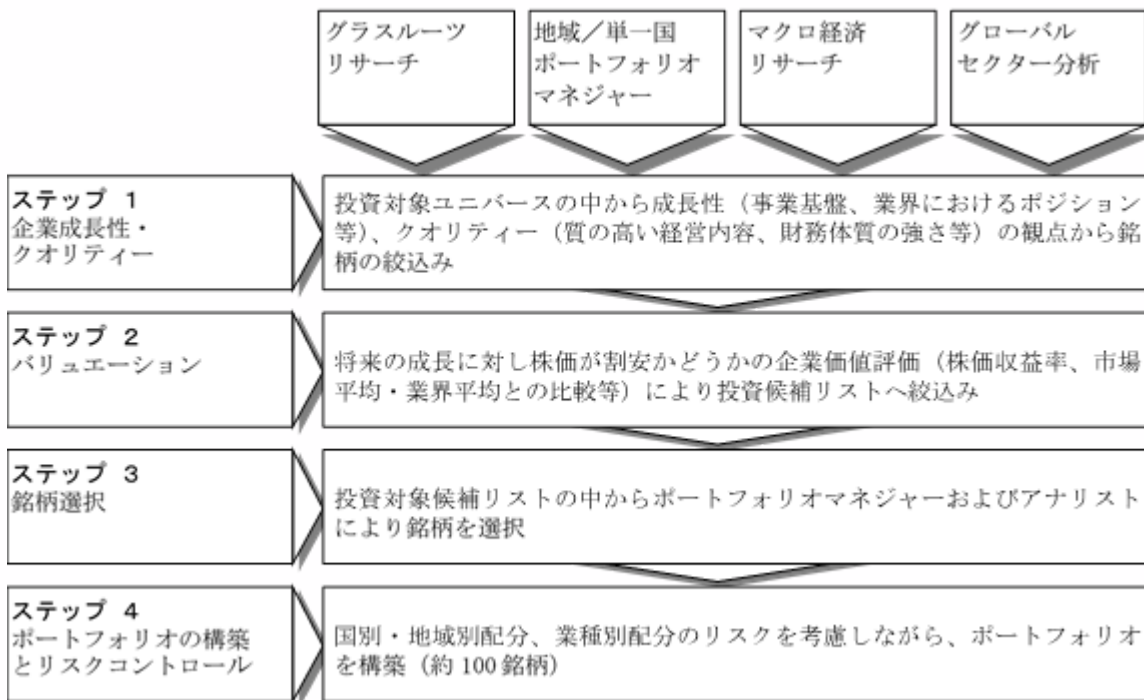 グラスルーツ
リサーチ
地域／単一国
ポートフォリオ
マネジャー
マクロ経済
リサーチ
グローバル
セクター分析
ステップ 1
企業成長性・
クオリティー
投資対象ユニバースの中から成長性（事業基盤、業界におけるポジション
等）、クオリティー（質の高い経営内容、財務体質の強さ等）の観点から銘
柄の絞込み
ステップ 2
バリュエーション
将来の成長に対し株価が割安かどうかの企業価値評価（株価収益率、市場
平均・業界平均との比較等）により投資候補リストへ絞込み
ステップ 3
銘柄選択
投資対象候補リストの中からポートフォリオマネジャーおよびアナリスト
により銘柄を選択
ステップ 4
ポートフォリオの構築
とリスクコントロール
国別・地域別配分、業種別配分のリスクを考慮しながら、ポートフォリオ
を構築（約 100 銘柄）